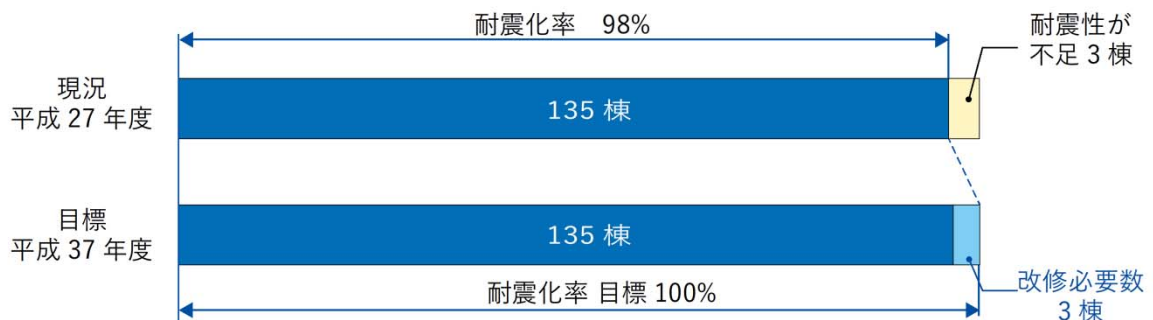 耐震化率　98%
耐震性が
不足 3 棟
現況
平成 27 年度
135 棟
目標
平成 37 年度
135 棟
耐震化率 目標 100%
改修必要数
3 棟